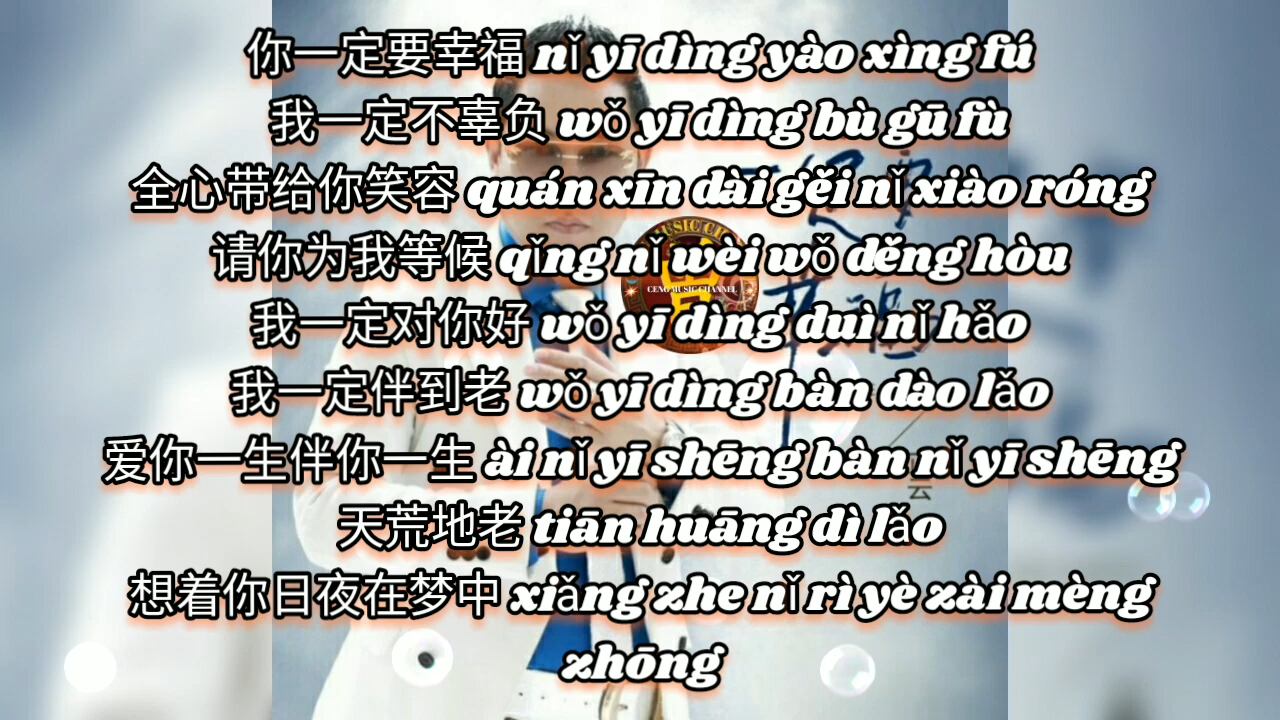 你一定要幸福 nǐ yī dìng yào xìng fú
我一定不辜负 wǒ yī dìng bù gū fù
全心带给你笑容 quán xīn dài gěi nǐ xiào róng
请你为我等候 qǐng nǐ wèi wǒ děng hòu
我一定对你好 wǒ yī dìng duì nǐ hǎo
我一定伴到老 wǒ yī dìng bàn dào lǎo
爱你一生伴你一生 ài nǐ yī shēng bàn nǐ yī shēng
天荒地老 tiān huāng dì lǎo
想着你日夜在梦中 xiǎng zhe nǐ rì yè zài mèng
zhōng
CENG MUSIC CHANNEL